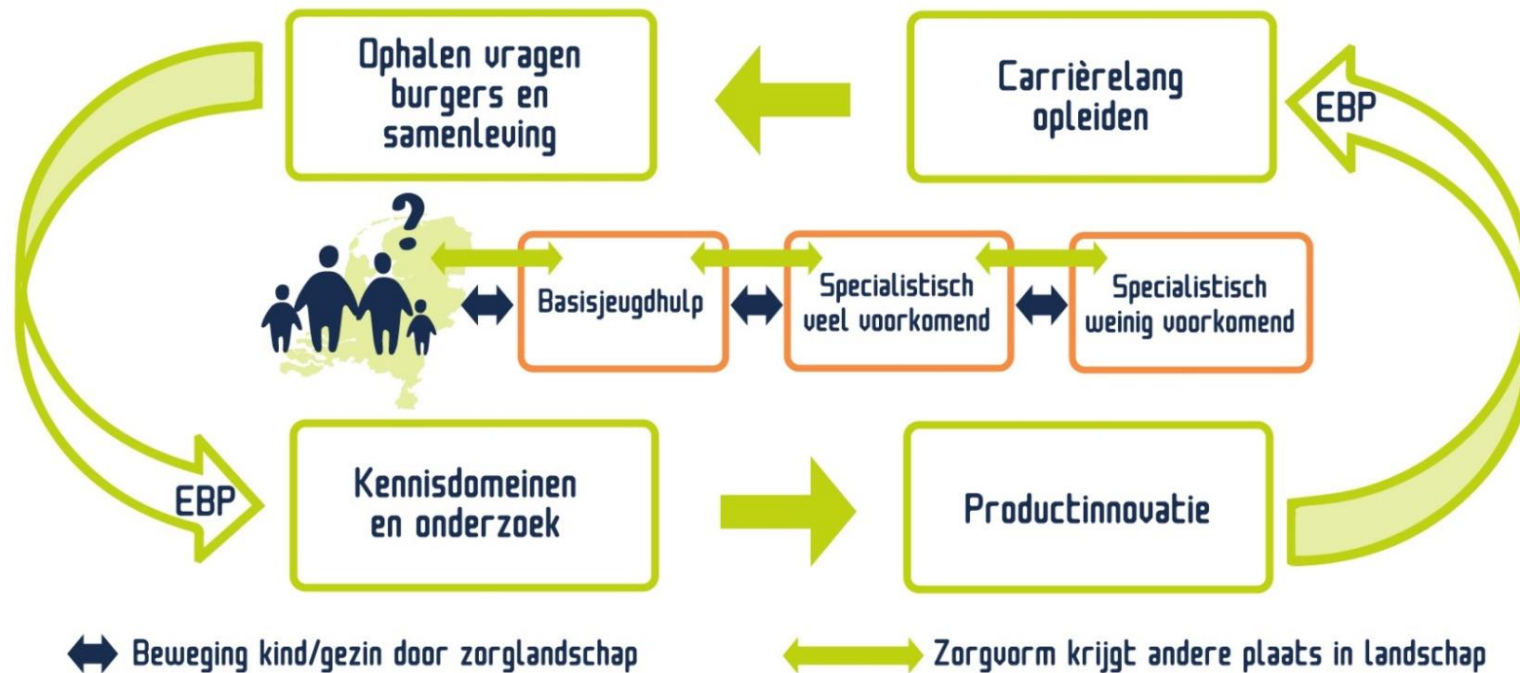 Ophalen vragen
burgers en
samenleving
Carrièrelang
opleiden
EBP
?
Basisjeugdhulp
Specialistisch
veel voorkomend
Specialistisch
weinig voorkomend
EBP
Kennisdomeinen
en onderzoek
Productinnovatie
Beweging kind/gezin door zorglandschap
Zorgvorm krijgt andere plaats in landschap